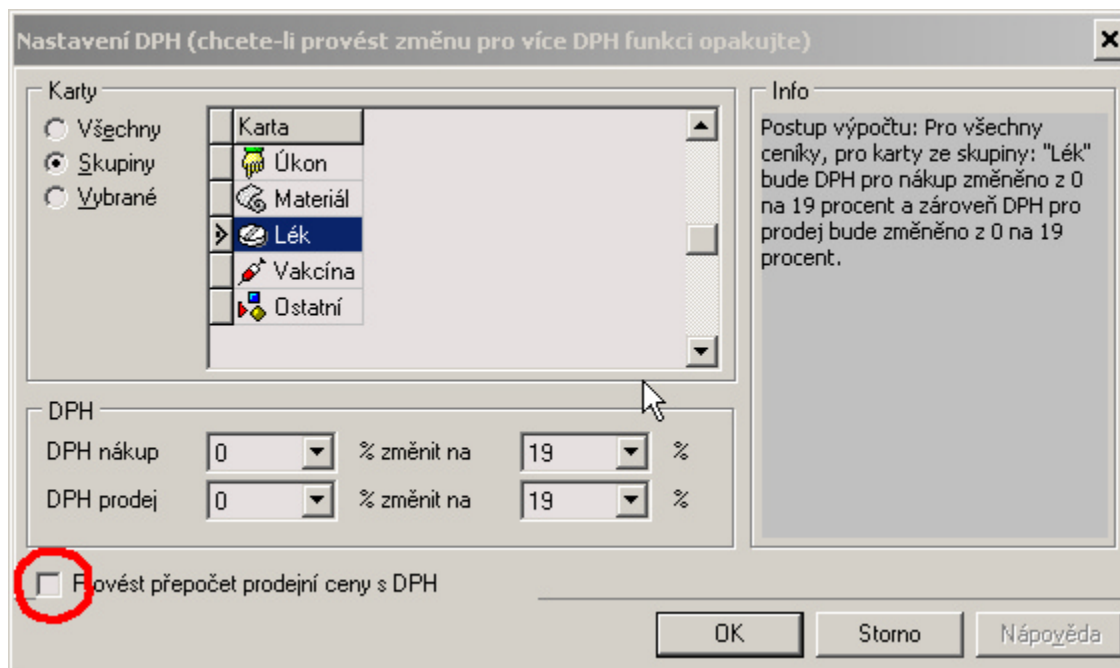 Nastavení DPH (chcete-li provést změnu pro více DPH funkci opakujte)
Karty
Všechny
Skupiny
Vybrané
Karta
Úkon
Materiál
Lék
Vakcína
Ostatní
Info
Postup výpočtu: Pro všechny
ceníky, pro karty ze skupiny: "Lék"
bude DPH pro nákup změněno z 0
na 19 procent a zároveň DPH pro
prodej bude změněno z 0 na 19
procent.
DPH
DPH nákup 0 % změnit na 19 %
DPH prodej 0 % změnit na 19 %
Provést přepočet prodejní ceny s DPH
OK Storno Nápověda